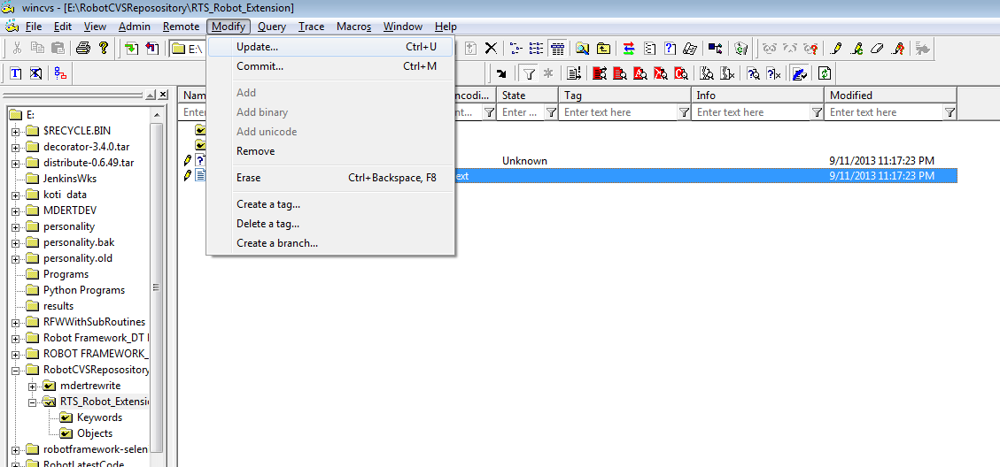 wincvs - [E:\RobotCVSReposository\RTS_Robot_Extension]
File Edit View Admin Remote Modify Query Trace Macros Window Help
E:\
Update... Ctrl+U
Commit... Ctrl+M
Add
Add binary
Add unicode
Remove
Erase Ctrl+Backspace, F8
Create a tag...
Delete a tag...
Create a branch...
Nam ncodi... State Tag Info Modified
Enter nt... Enter ... Enter text here Enter text here Enter text here
Unknown 9/11/2013 11:17:23 PM
ext 9/11/2013 11:17:23 PM
E:
$RECYCLE.BIN
decorator-3.4.0.tar
distribute-0.6.49.tar
JenkinsWks
koti data
MDERTDEV
personality
personality.bak
personality.old
Programs
Python Programs
results
RFWWithSubRoutines
Robot Framework_DT
ROBOT FRAMEWORK_
RobotCVSReposository
mdertrewrite
RTS_Robot_Extensi
Keywords
Objects
robotframework-selen
RobotLatestCode